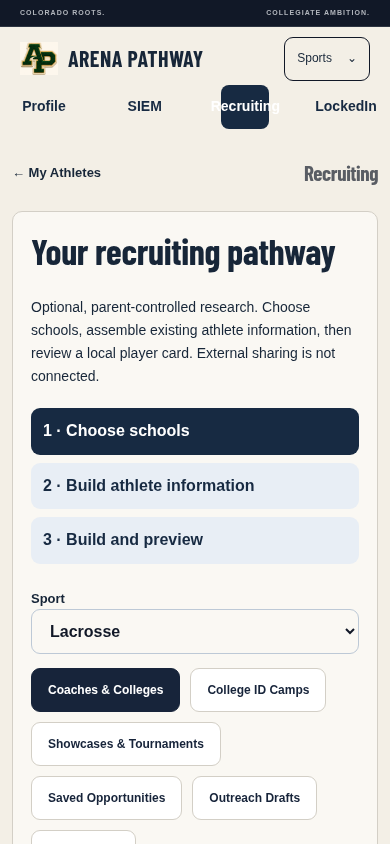 COLORADO ROOTS. COLLEGIATE AMBITION.
AP ARENA PATHWAY Sports
Profile SIEM Recruiting LockedIn
← My Athletes Recruiting
Your recruiting pathway
Optional, parent-controlled research. Choose
schools, assemble existing athlete information, then
review a local player card. External sharing is not
connected.
1 · Choose schools
2 · Build athlete information
3 · Build and preview
Sport
Lacrosse
Coaches & Colleges College ID Camps
Showcases & Tournaments
Saved Opportunities Outreach Drafts